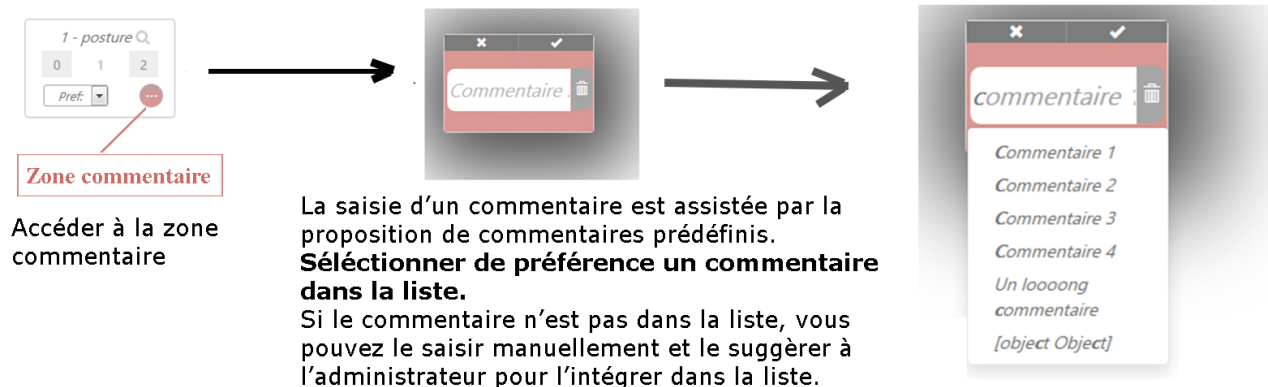 1 - posture
0 1 2
Pref:
Zone commentaire
Accéder à la zone
commentaire
Commentaire .
La saisie d’un commentaire est assistée par la
proposition de commentaires prédéfinis.
Séléctionner de préférence un commentaire
dans la liste.
Si le commentaire n’est pas dans la liste, vous
pouvez le saisir manuellement et le suggèrer à
l’administrateur pour l’intégrer dans la liste.
commentaire
Commentaire 1
Commentaire 2
Commentaire 3
Commentaire 4
Un loooong
commentaire
[object Object]